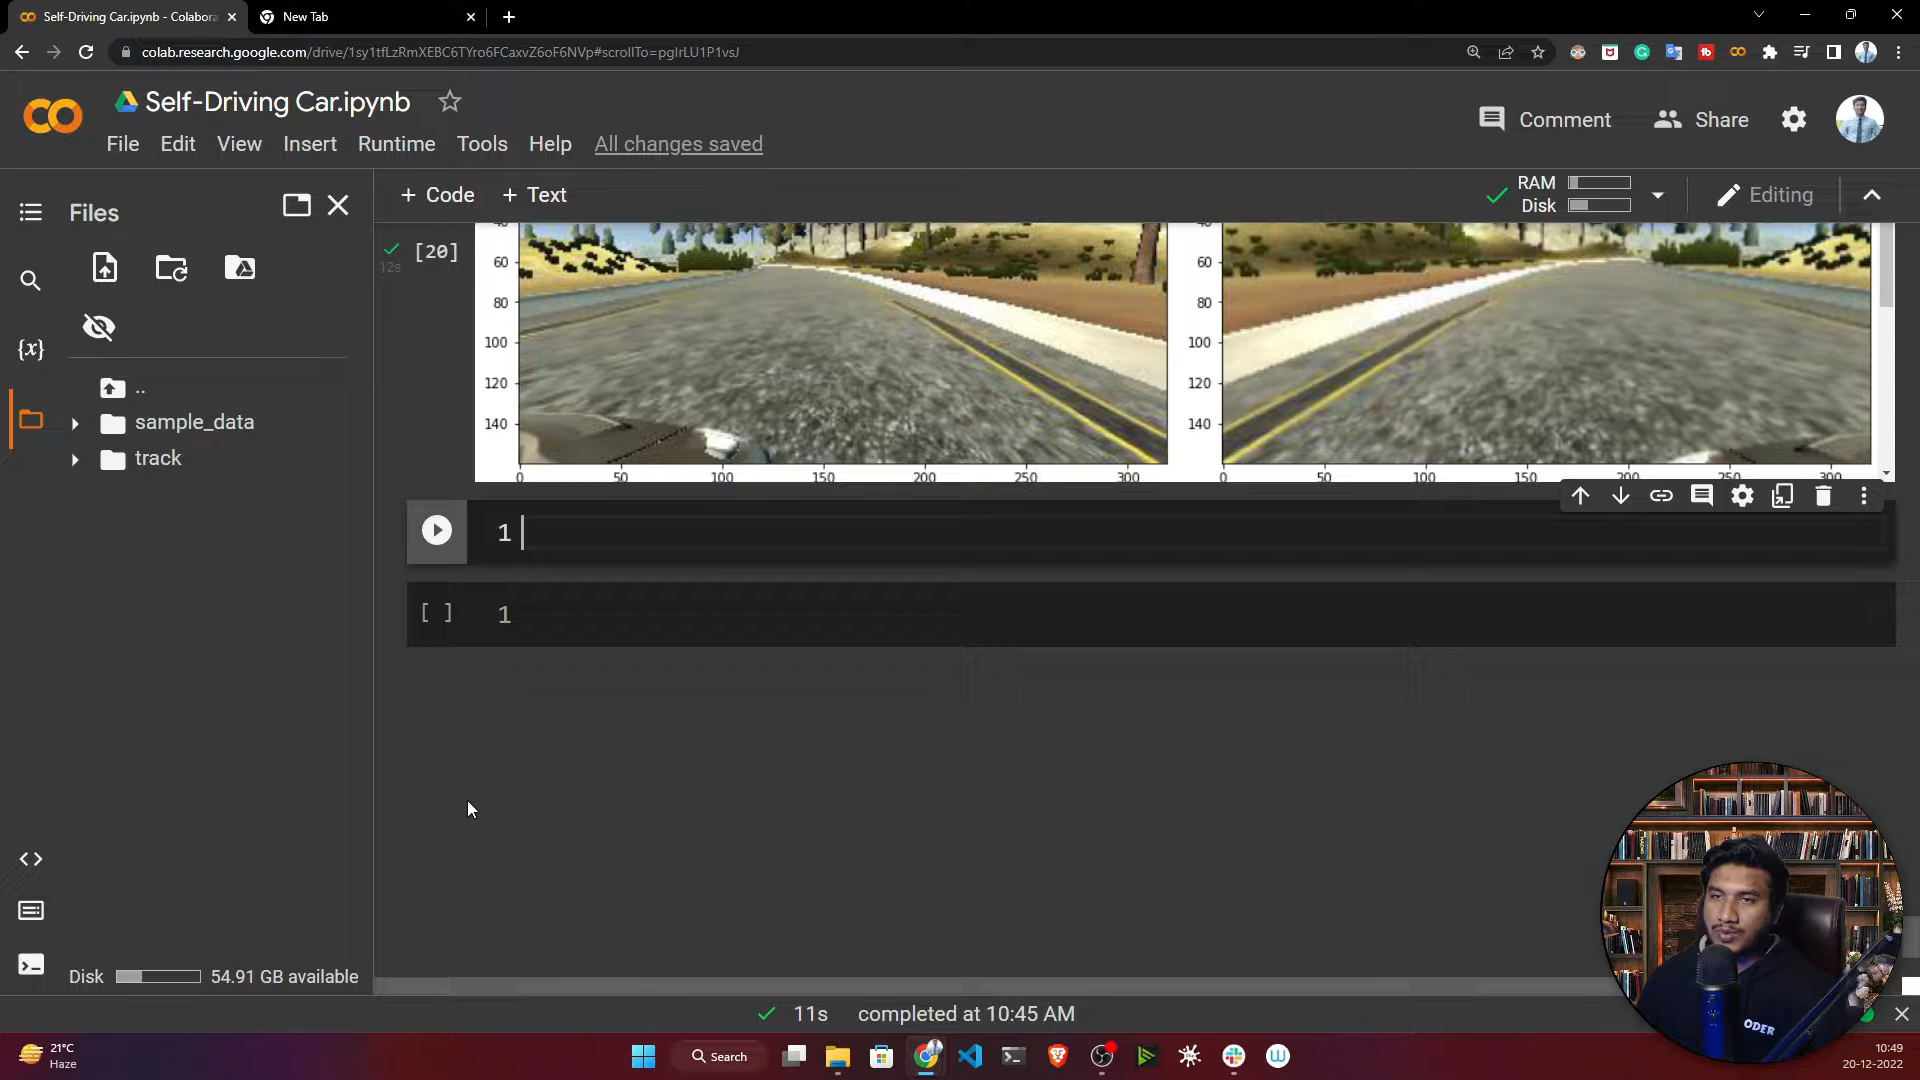 Self-Driving Car.ipynb - Colabora
New Tab
colab.research.google.com/drive/1sy1tfLzRmXEBC6TYro6FCaxvZ6oF6NVp#scrollTo=pgIrLU1P1vsJ
Self-Driving Car.ipynb
Comment
Share
File Edit View Insert Runtime Tools Help All changes saved
Files
+ Code + Text
RAM
Disk
Editing
[20]
12s
60
80
100
120
140
0 50 100 150 200 250 300
60
80
100
120
140
0 50 100 150 200 250 300
{x}
..
sample_data
track
1
[ ] 1
Disk 54.91 GB available
11s completed at 10:45 AM
ODER
21°C
Haze
Search
10:49
20-12-2022